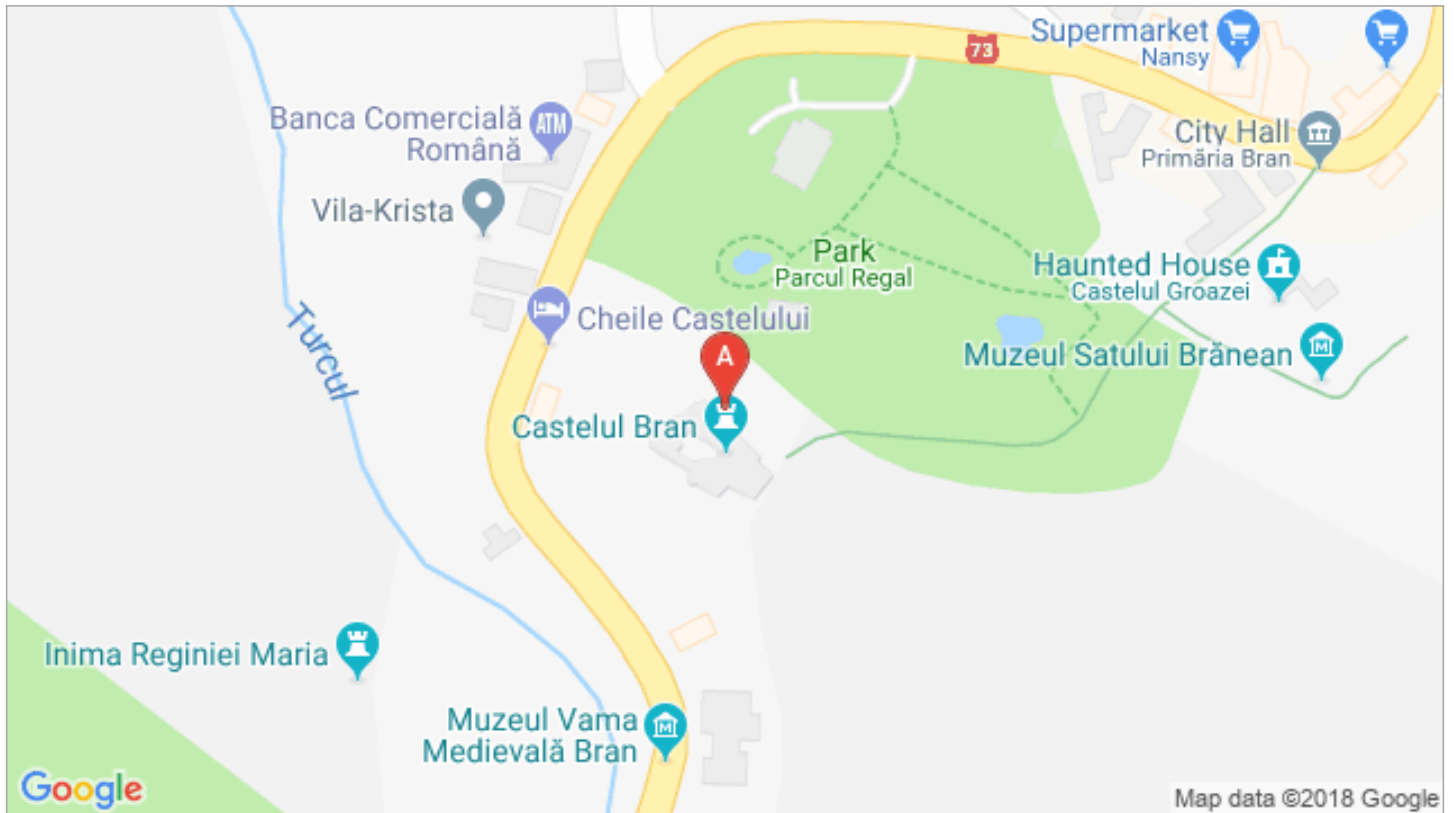 Supermarket
Nansy
73
Banca Comercială
Română
ATM
City Hall
Primăria Bran
Vila-Krista
Park
Parcul Regal
Haunted House
Castelul Groazei
Cheile Castelului
Turcul
A
M
Muzeul Satului Brănean
Castelul Bran
Inima Reginiei Maria
Muzeul Vama
Medievală Bran
M
Google
Map data ©2018 Google